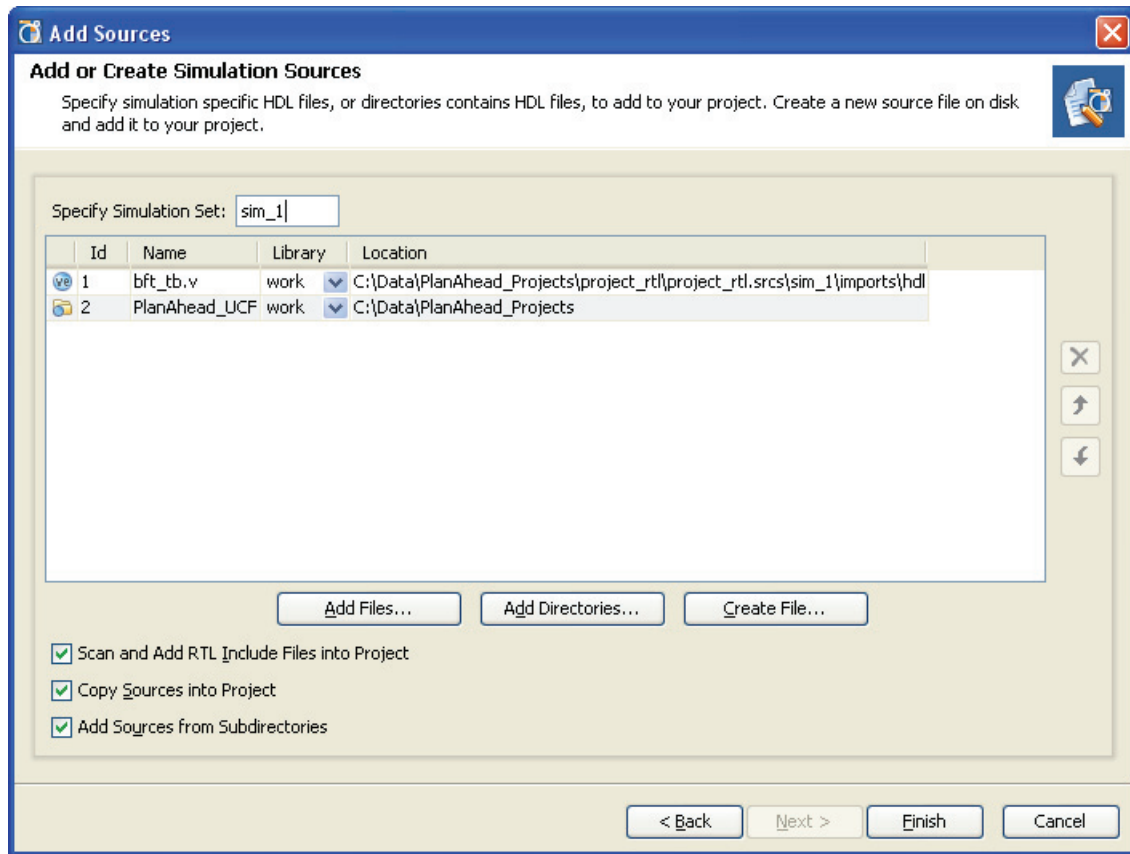 Add Sources
Add or Create Simulation Sources
Specify simulation specific HDL files, or directories contains HDL files, to add to your project. Create a new source file on disk
and add it to your project.
Specify Simulation Set: sim_1
Id Name Library Location
1 bft_tb.v work C:\Data\PlanAhead_Projects\project_rtl\project_rtl.srcs\sim_1\imports\hdl
2 PlanAhead_UCF work C:\Data\PlanAhead_Projects
Add Files... Add Directories... Create File...
Scan and Add RTL Include Files into Project
Copy Sources into Project
Add Sources from Subdirectories
< Back Next > Finish Cancel